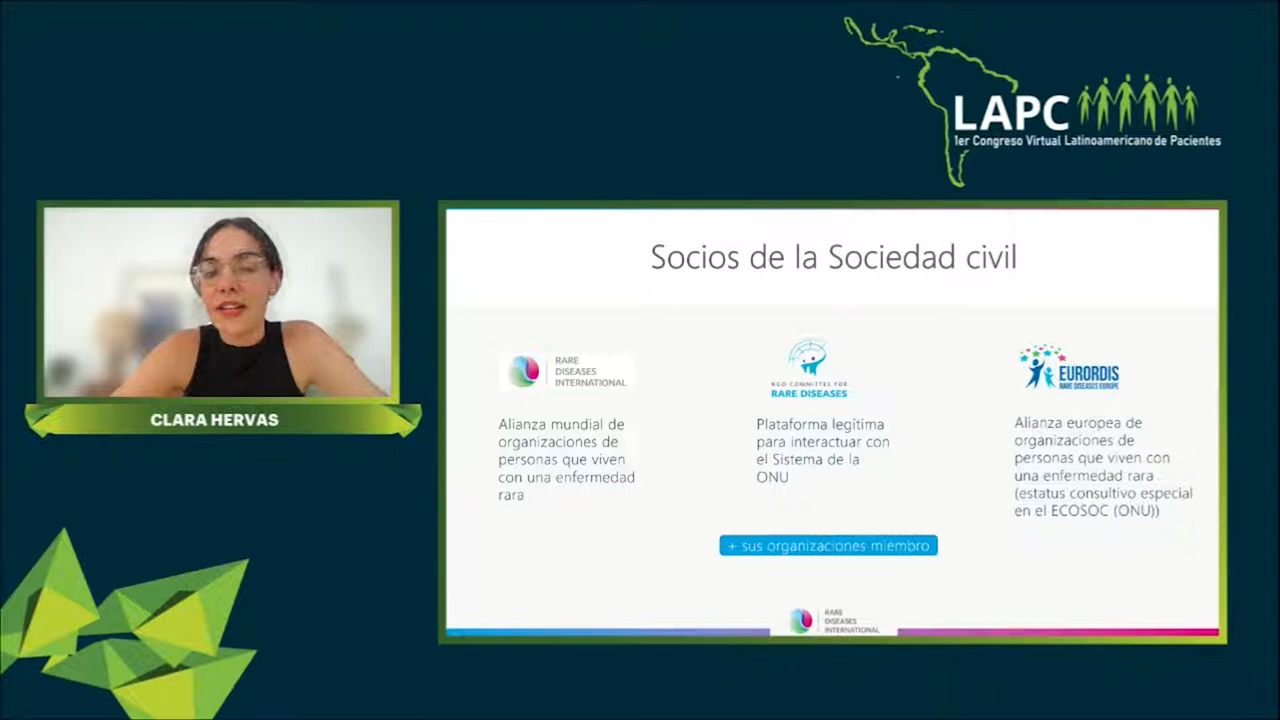 LAPC
1er Congreso Virtual Latinoamericano de Pacientes
CLARA HERVAS
Socios de la Sociedad civil
RARE
DISEASES
INTERNATIONAL
Alianza mundial de
organizaciones de
personas que viven
con una enfermedad
rara
NGO COMMITTEE FOR
RARE DISEASES
Plataforma legítima
para interactuar con
el Sistema de la
ONU
EURORDIS
RARE DISEASES EUROPE
Alianza europea de
organizaciones de
personas que viven con
una enfermedad rara
(estatus consultivo especial
en el ECOSOC (ONU))
+ sus organizaciones miembro
RARE
DISEASES
INTERNATIONAL